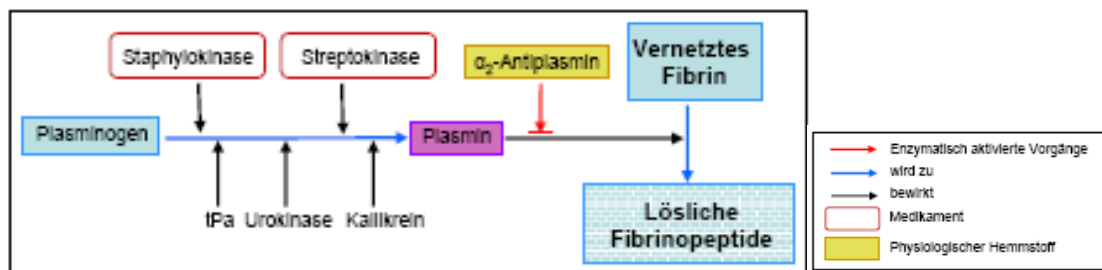 Staphylokinase
Streptokinase
α₂-Antiplasmin
Vernetztes
Fibrin
Plasminogen
Plasmin
tPa
Urokinase
Kallikrein
Lösliche
Fibrinopeptide
Enzymatisch aktivierte Vorgänge
wird zu
bewirkt
Medikament
Physiologischer Hemmstoff